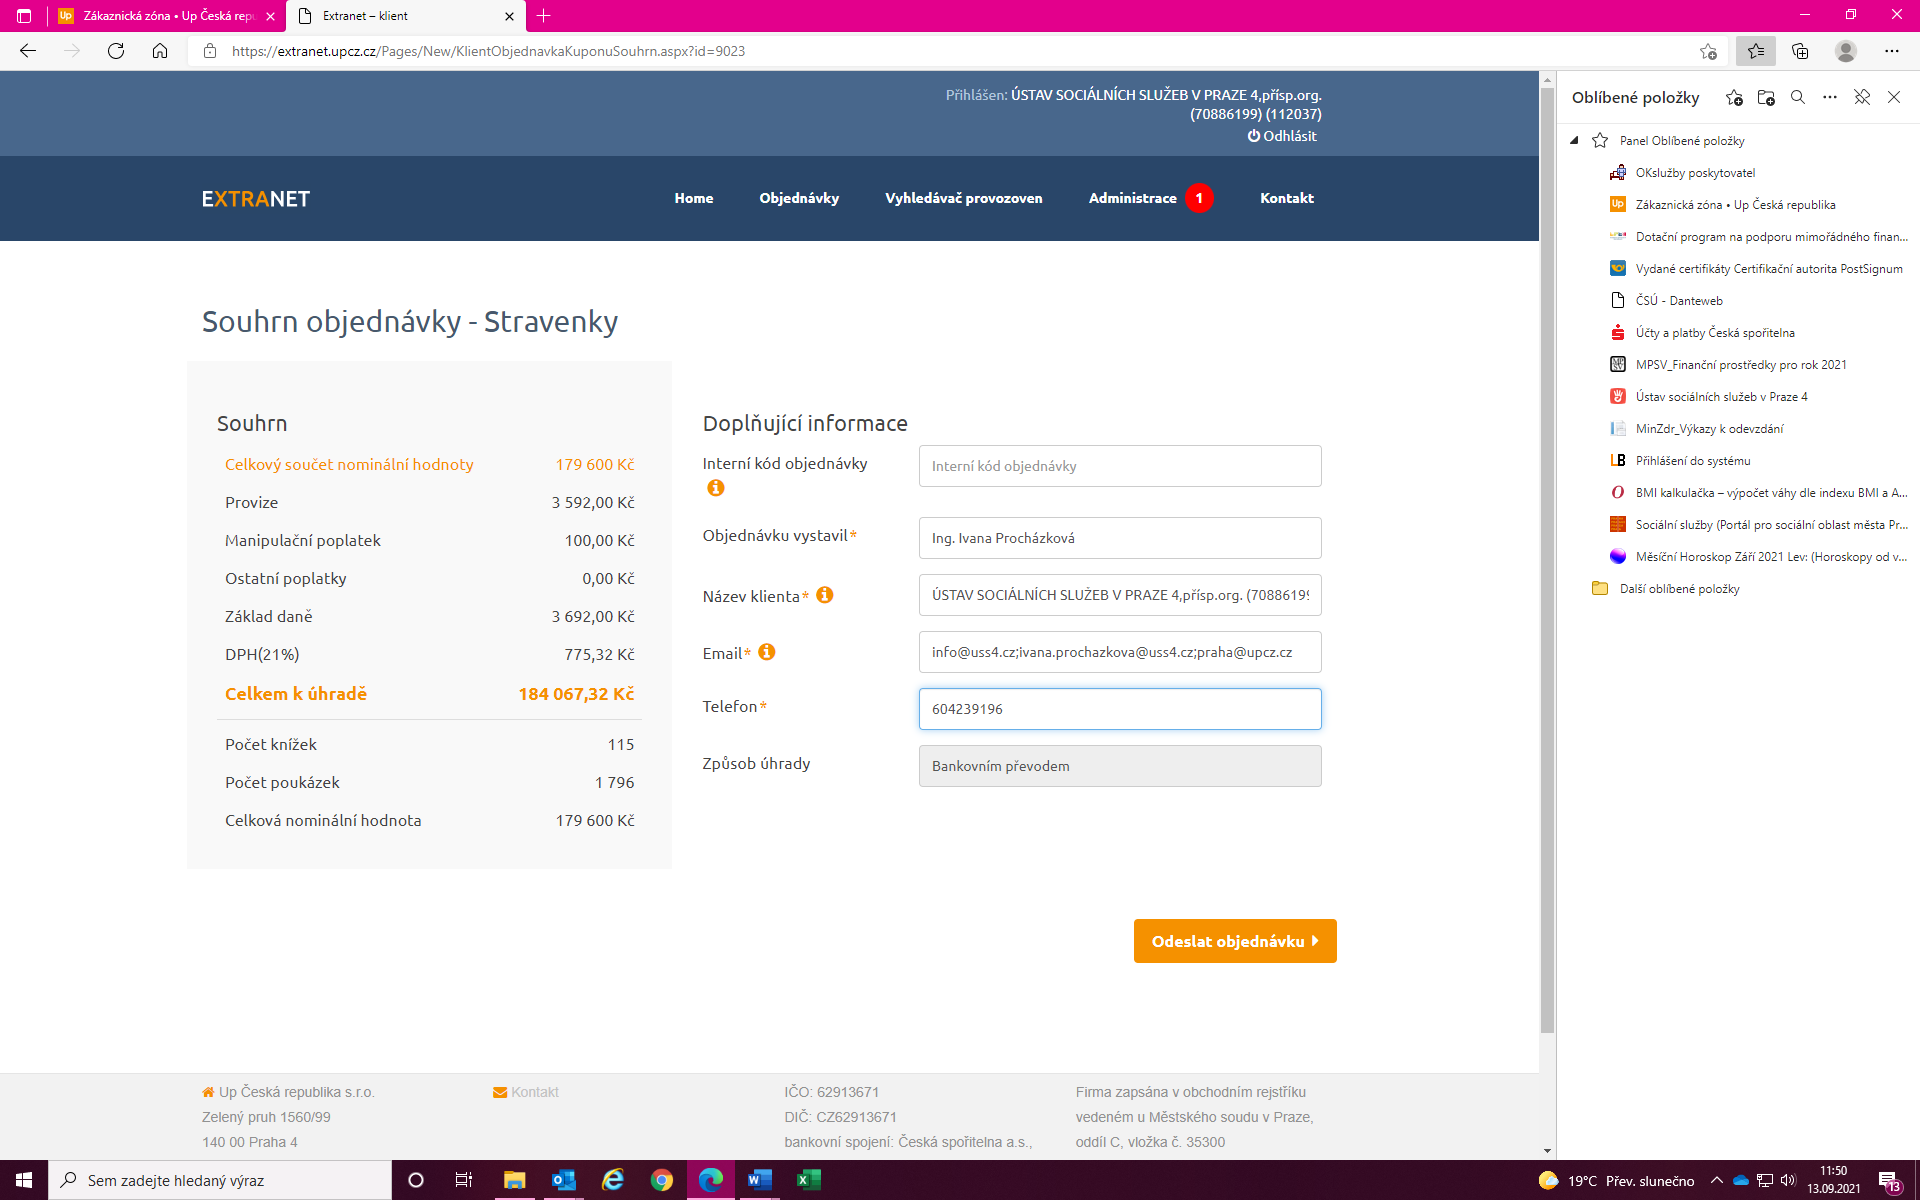 Zákaznická zóna • Up Česká rep
Extranet – klient
https://extranet.upcz.cz/Pages/New/KlientObjednavkaKuponuSouhrn.aspx?id=9023
Přihlášen: ÚSTAV SOCIÁLNÍCH SLUŽEB V PRAZE 4,přísp.org.
(70886199) (112037)
Odhlásit
EXTRANET
Home
Objednávky
Vyhledávač provozoven
Administrace 1
Kontakt
Souhrn objednávky - Stravenky
Souhrn
Celkový součet nominální hodnoty 179 600 Kč
Provize 3 592,00 Kč
Manipulační poplatek 100,00 Kč
Ostatní poplatky 0,00 Kč
Základ daně 3 692,00 Kč
DPH(21%) 775,32 Kč
Celkem k úhradě 184 067,32 Kč
Počet knížek 115
Počet poukázek 1 796
Celková nominální hodnota 179 600 Kč
Doplňující informace
Interní kód objednávky Interní kód objednávky
Objednávku vystavil* Ing. Ivana Procházková
Název klienta* ÚSTAV SOCIÁLNÍCH SLUŽEB V PRAZE 4,přísp.org. (70886199
Email* info@uss4.cz;ivana.prochazkova@uss4.cz;praha@upcz.cz
Telefon* 604239196
Způsob úhrady Bankovním převodem
Odeslat objednávku
Up Česká republika s.r.o.
Zelený pruh 1560/99
140 00 Praha 4
Kontakt
IČO: 62913671
DIČ: CZ62913671
bankovní spojení: Česká spořitelna a.s.,
Firma zapsána v obchodním rejstříku
vedeném u Městského soudu v Praze,
oddíl C, vložka č. 35300
Oblíbené položky
Panel Oblíbené položky
OKslužby poskytovatel
Up Zákaznická zóna • Up Česká republika
Dotační program na podporu mimořádného finan...
Vydané certifikáty Certifikační autorita PostSignum
ČSÚ - Danteweb
Účty a platby Česká spořitelna
MPSV_Finanční prostředky pro rok 2021
Ústav sociálních služeb v Praze 4
MinZdr_Výkazy k odevzdání
LB Přihlášení do systému
BMI kalkulačka – výpočet váhy dle indexu BMI a A...
Sociální služby (Portál pro sociální oblast města Pr...
Měsíční Horoskop Září 2021 Lev: (Horoskopy od v...
Další oblíbené položky
Sem zadejte hledaný výraz
19°C Přev. slunečno
11:50
13.09.2021
13